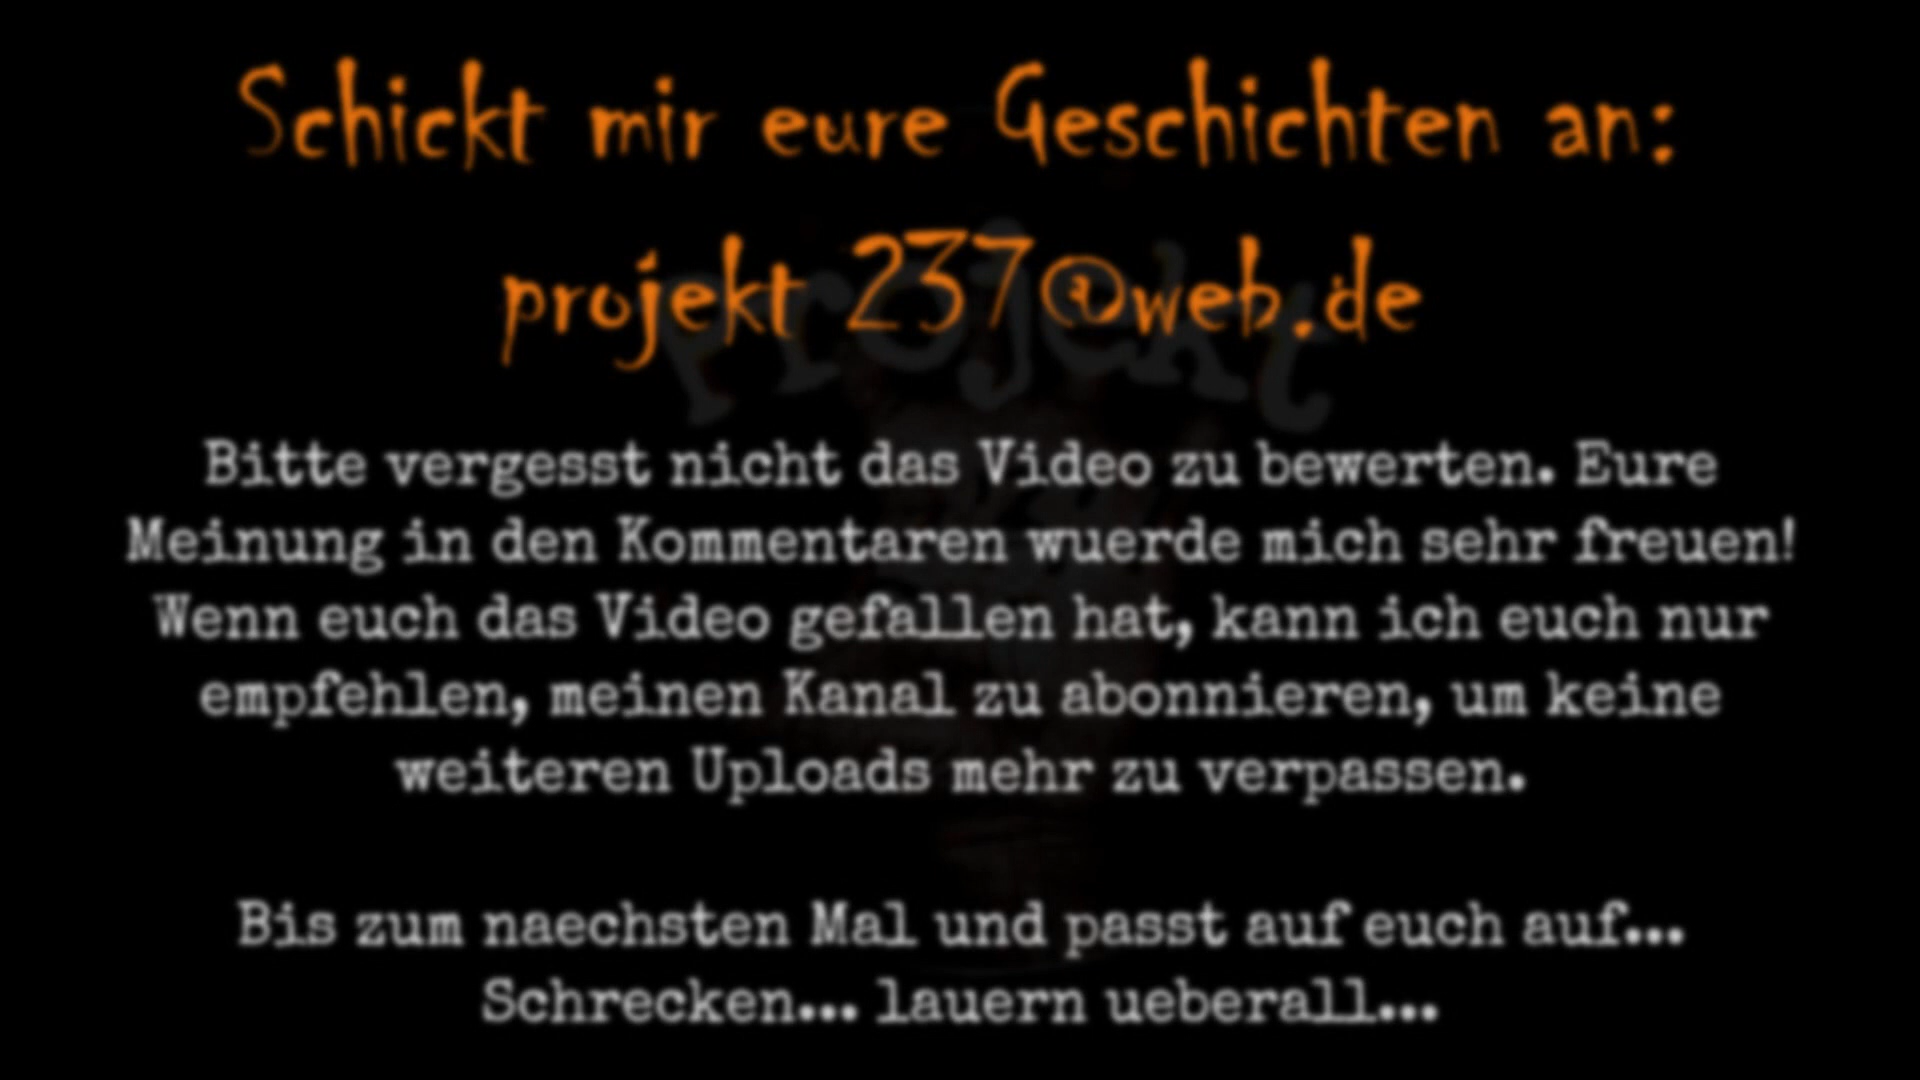 Schickt mir eure Geschichten an:
projekt 237@web.de
projekt
Bitte vergesst nicht das Video zu bewerten. Eure
Meinung in den Kommentaren wuerde mich sehr freuen!
Wenn euch das Video gefallen hat, kann ich euch nur
empfehlen, meinen Kanal zu abonnieren, um keine
weiteren Uploads mehr zu verpassen.
Bis zum naechsten Mal und passt auf euch auf...
Schrecken... lauern ueberall...